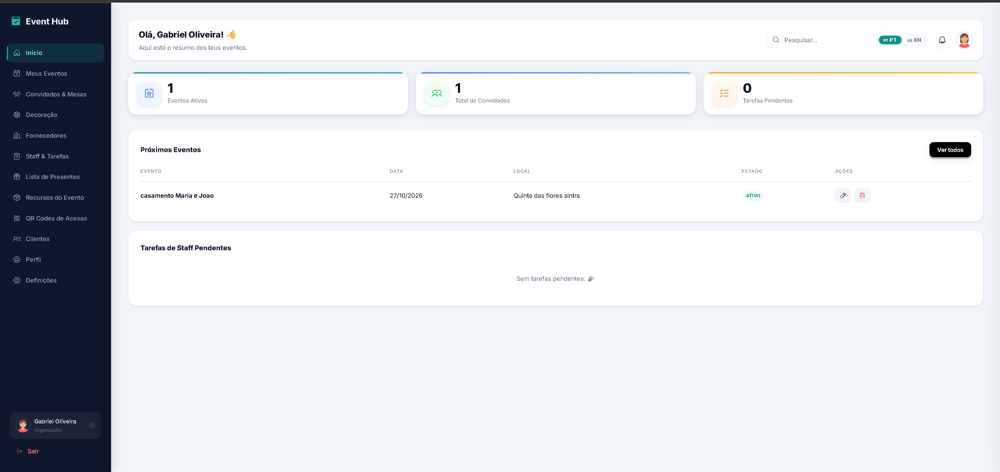 Event Hub
Início
Meus Eventos
Convidados & Mesas
Decoração
Fornecedores
Staff & Tarefas
Lista de Presentes
Recursos do Evento
QR Codes de Acesso
Clientes
Perfil
Definições
Gabriel Oliveira
Organizador
Sair
Olá, Gabriel Oliveira! 👋
Aqui está o resumo dos teus eventos.
Pesquisar...
PT PT
US EN
1
Eventos Ativos
1
Total de Convidados
0
Tarefas Pendentes
Próximos Eventos
Ver todos
EVENTO DATA LOCAL ESTADO AÇÕES
casamento Maria e Joao 27/10/2026 Quinta das flores sintra ATIVO
Tarefas de Staff Pendentes
Sem tarefas pendentes. 🎉